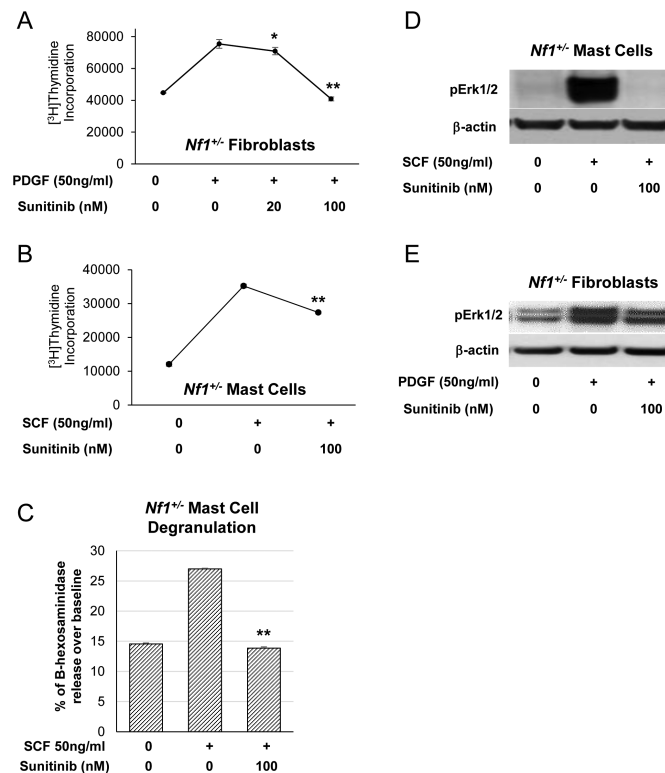 A
80000
60000
40000
20000
0
[³H]Thymidine
Incorporation
*
**
Nf1+/- Fibroblasts
PDGF (50ng/ml) 0 + + +
Sunitinib (nM) 0 0 20 100
B
40000
30000
20000
10000
0
[³H]Thymidine
Incorporation
**
Nf1+/- Mast Cells
SCF (50ng/ml) 0 + +
Sunitinib (nM) 0 0 100
C
Nf1+/- Mast Cell
Degranulation
% of B-hexosaminidase
release over baseline
30
25
20
15
10
5
0
**
SCF 50ng/ml 0 + +
Sunitinib (nM) 0 0 100
D
Nf1+/- Mast Cells
pErk1/2
β-actin
SCF (50ng/ml) 0 + +
Sunitinib (nM) 0 0 100
E
Nf1+/- Fibroblasts
pErk1/2
β-actin
PDGF (50ng/ml) 0 + +
Sunitinib (nM) 0 0 100